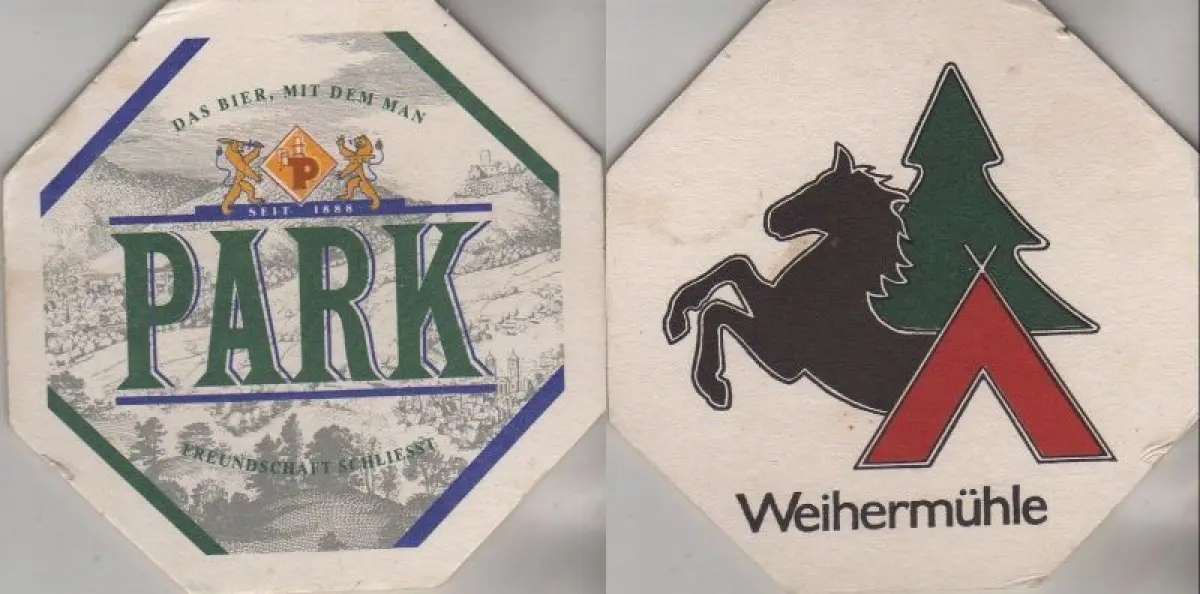 DAS BIER, MIT DEM MAN
P
SEIT 1888
PARK
FREUNDSCHAFT SCHLIESST
Weihermühle